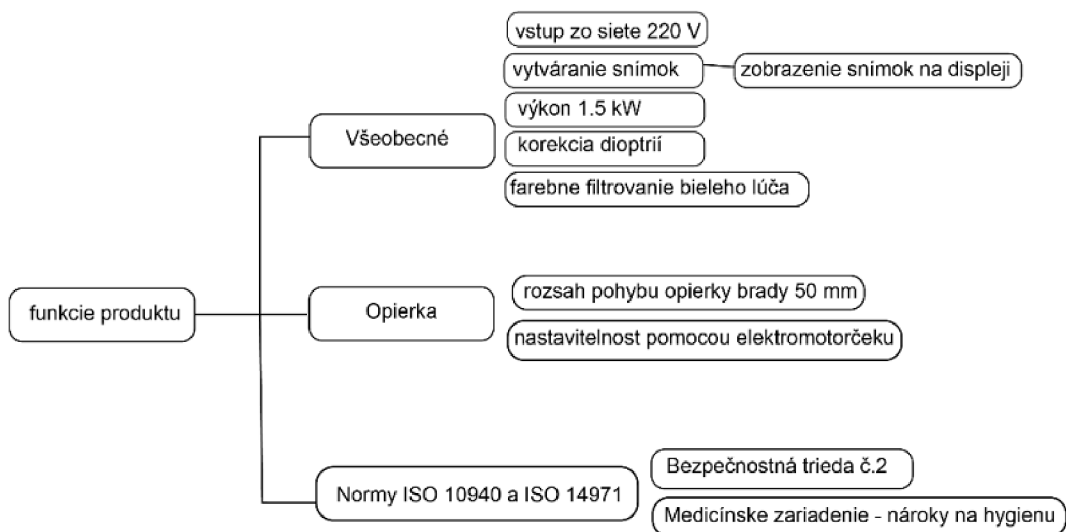 vstup zo siete 220 V
vytváranie snímok
zobrazenie snímok na displeji
výkon 1.5 kW
Všeobecné
korekcia dioptrií
farebne filtrovanie bieleho lúča
funkcie produktu
Opierka
rozsah pohybu opierky brady 50 mm
nastavitelnost pomocou elektromotorčeku
Normy ISO 10940 a ISO 14971
Bezpečnostná trieda č.2
Medicínske zariadenie - nároky na hygienu